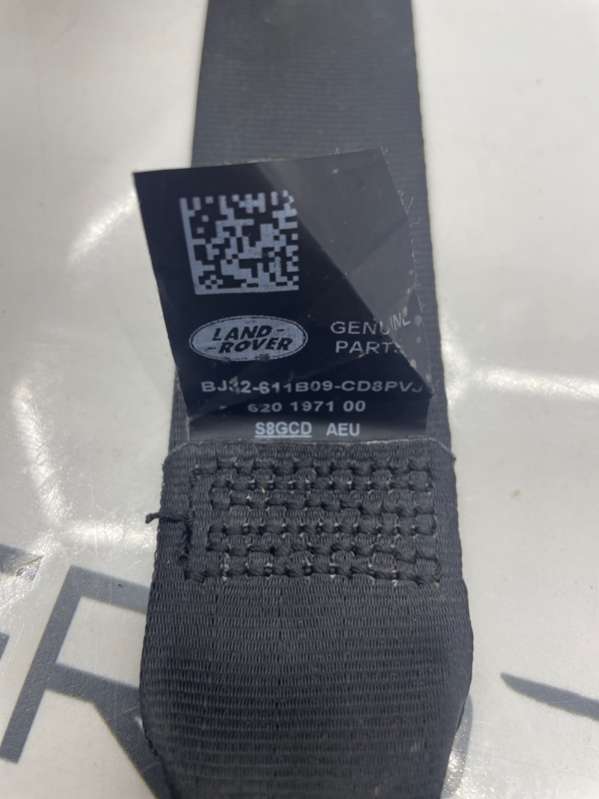 LAND-
-ROVER
GENUINE
PARTS
BJ32-611B09-CD8PVJ
620 1971 00
S8GCD AEU